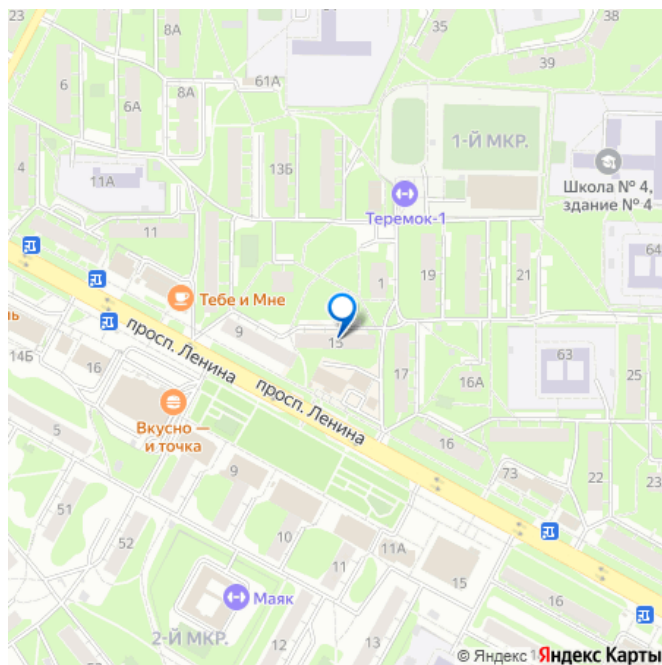 38
8А
35
39
6
8А
61А
6А
1-Й МКР.
4
13Б
11А
Школа № 4,
здание № 4
Теремок-1
11
64
1
19
21
Тебе и Мне
9
15
просп. Ленина
63
14Б
16
17
25
16А
просп. Ленина
Вкусно —
и точка
5
16
9
73
22
23
51
10
52
11А
11
15
Маяк
16
2-Й МКР.
12
13
© Яндекс
Яндекс Карты